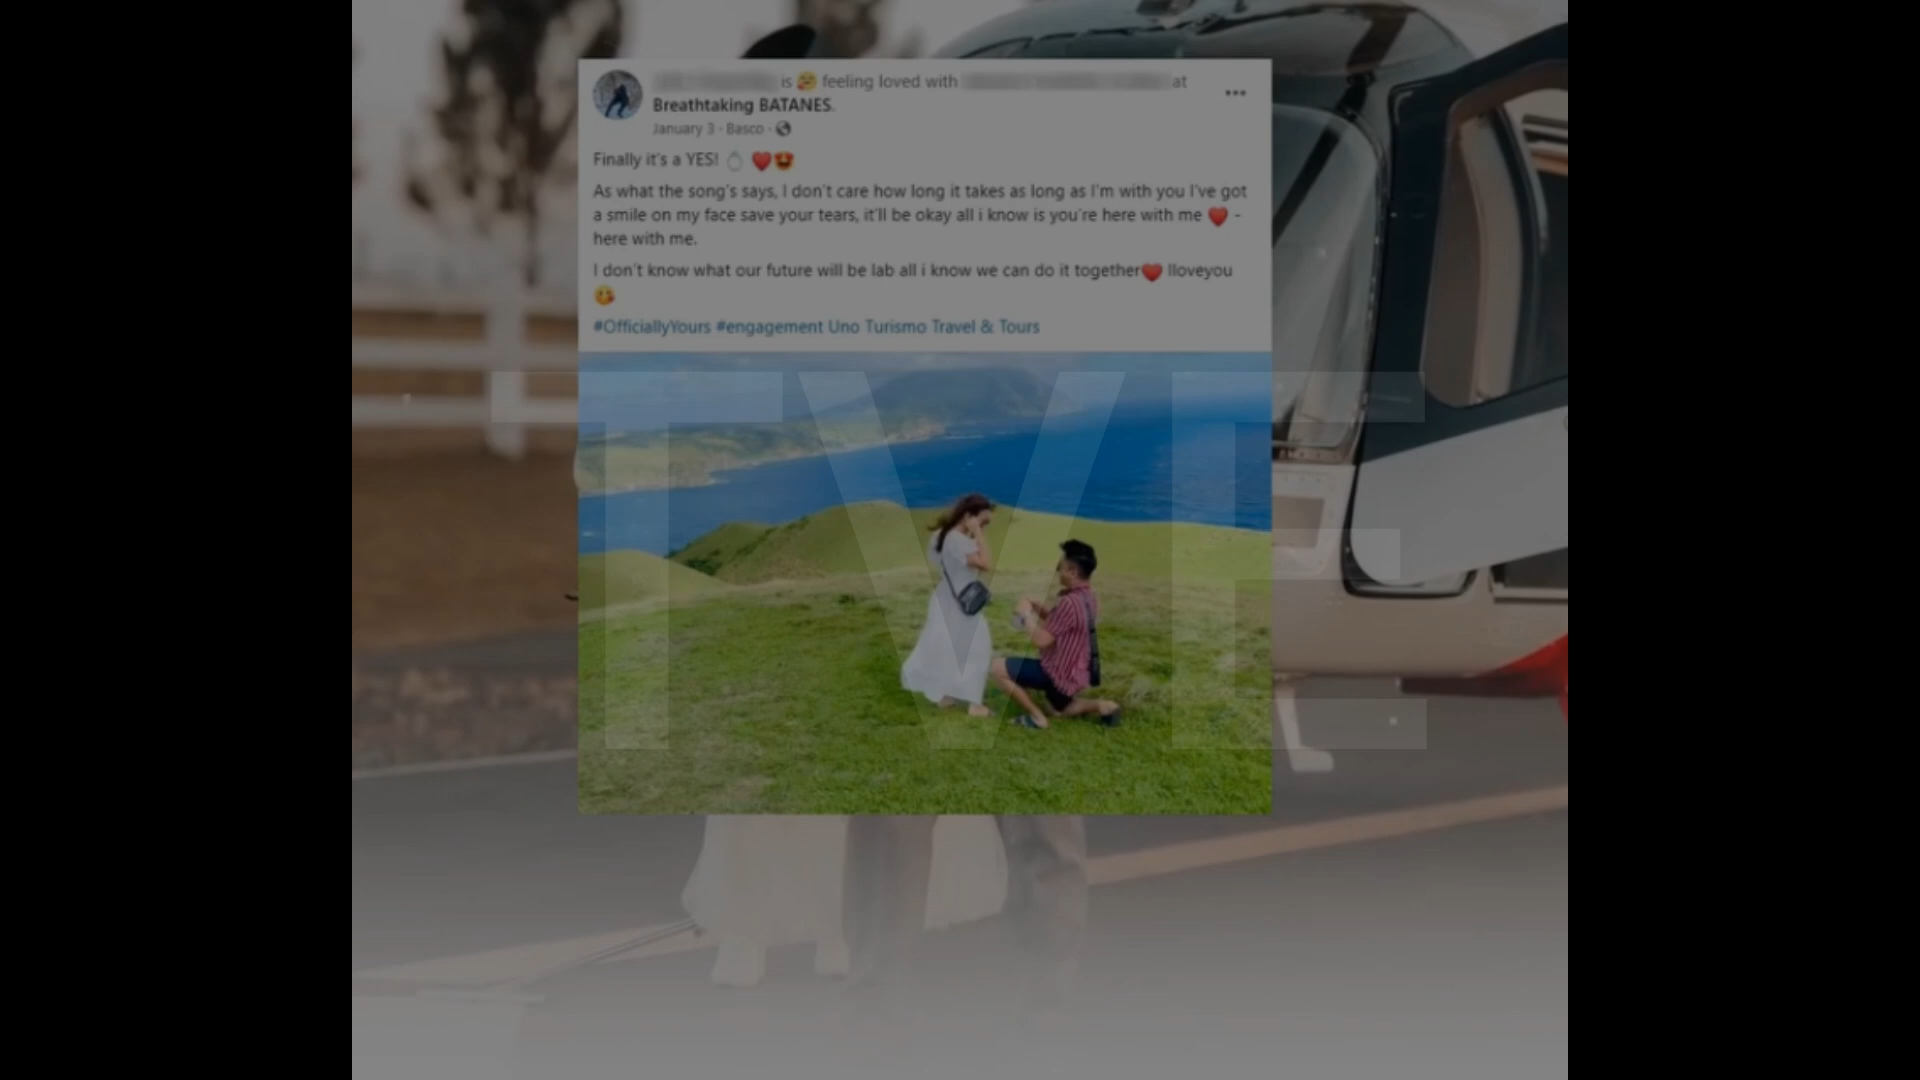 is feeling loved with at
Breathtaking BATANES.
January 3 · Basco ·
Finally it's a YES!
As what the song's says, I don't care how long it takes as long as I'm with you I've got
a smile on my face save your tears, it'll be okay all i know is you're here with me -
here with me.
I don't know what our future will be lab all i know we can do it together Iloveyou
#OfficiallyYours #engagement Uno Turismo Travel & Tours
TVE